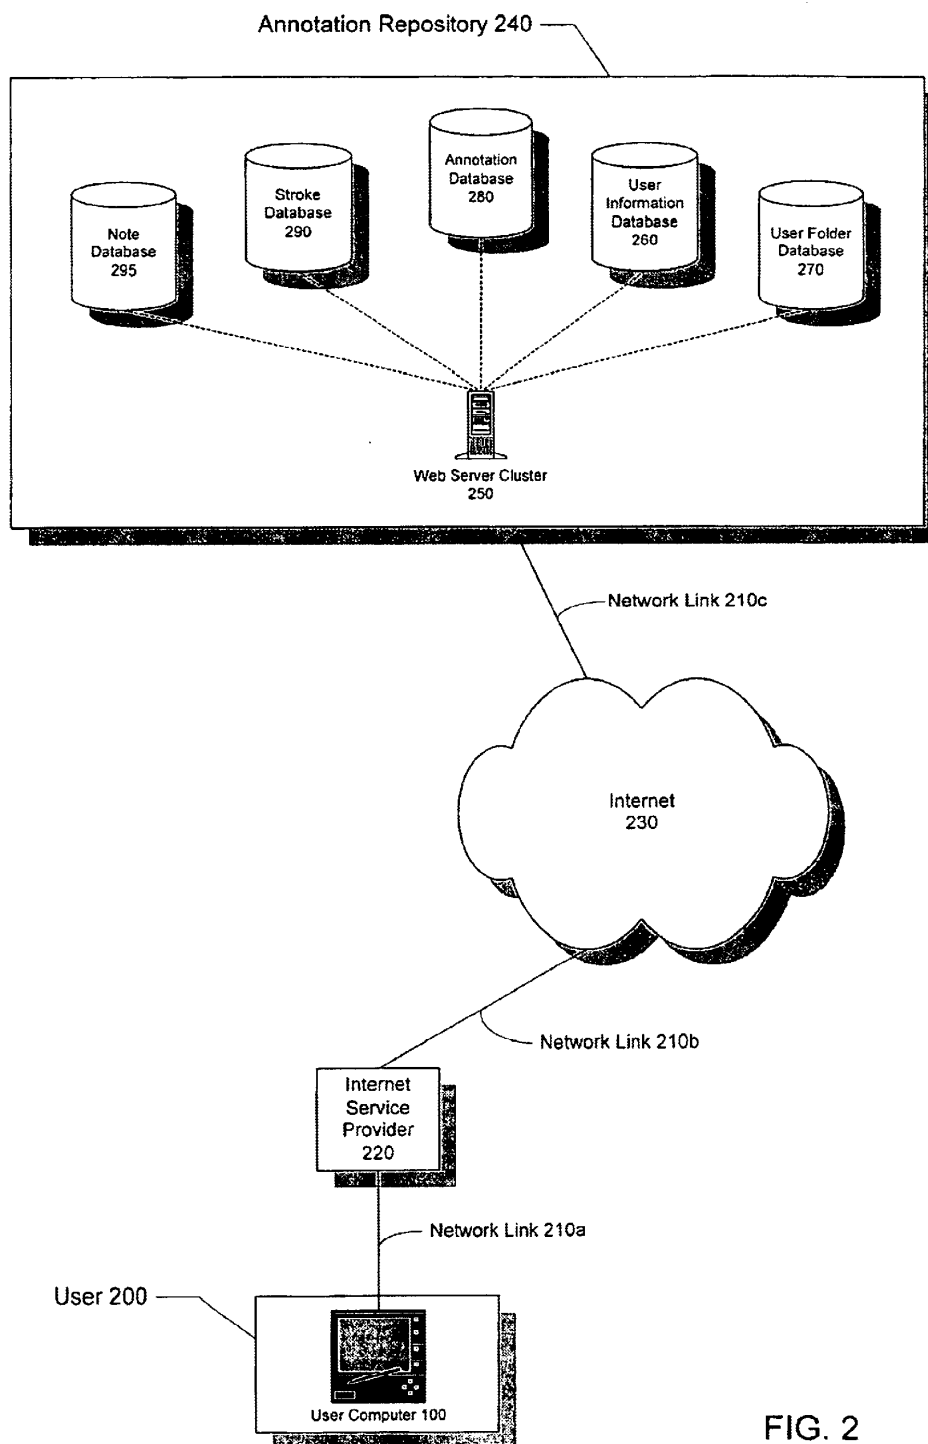 Annotation Repository 240
Annotation
Database
280
Stroke
Database
290
User
Information
Database
260
Note
Database
295
User Folder
Database
270
Web Server Cluster
250
Network Link 210c
Internet
230
Network Link 210b
Internet
Service
Provider
220
Network Link 210a
User 200
User Computer 100
FIG. 2